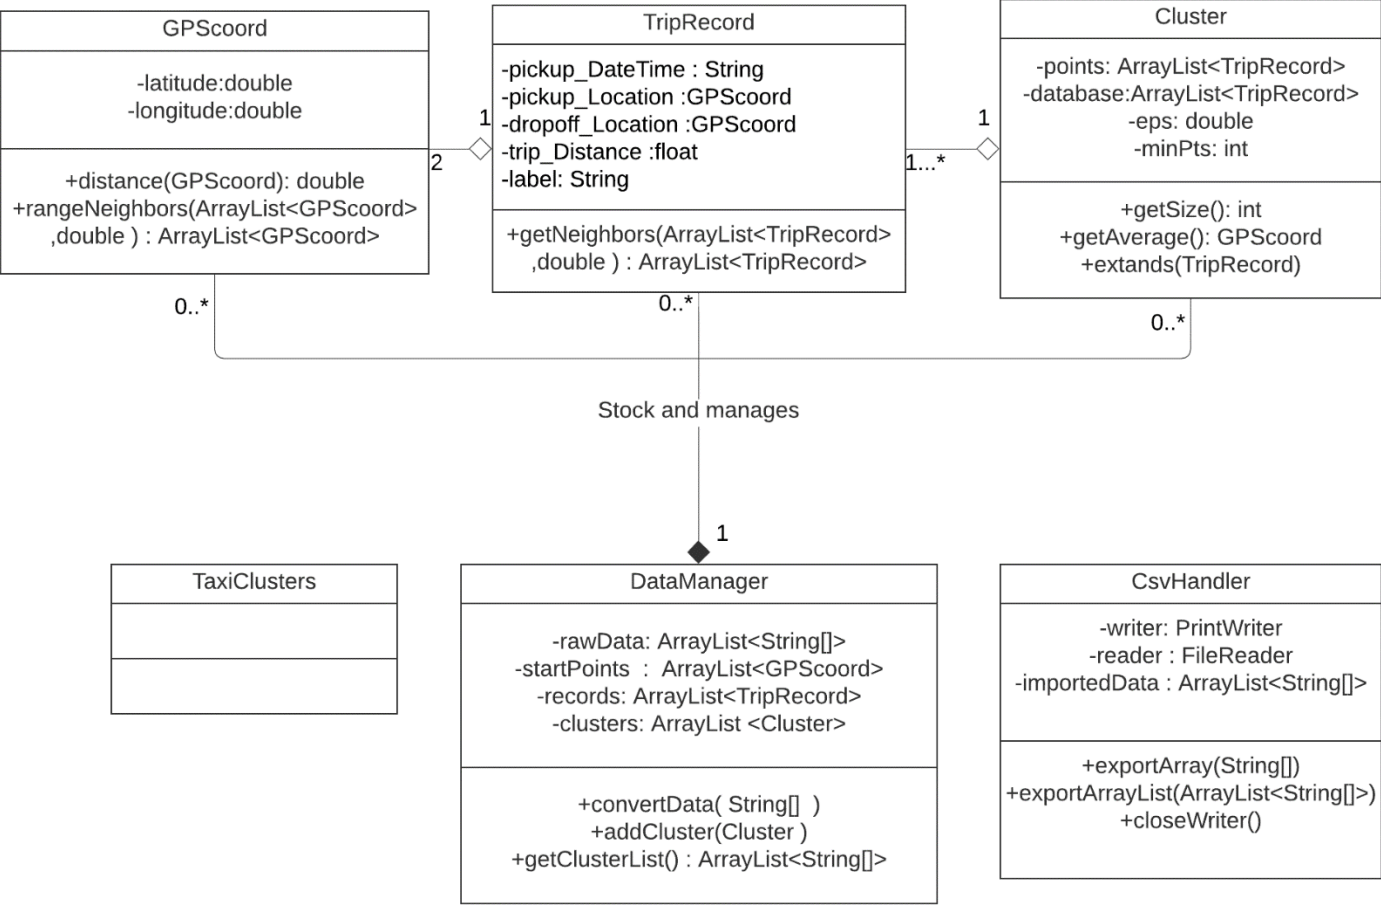 GPScoord
-latitude:double
-longitude:double
+distance(GPScoord): double
+rangeNeighbors(ArrayList<GPScoord>
,double ) : ArrayList<GPScoord>
2
1
TripRecord
-pickup_DateTime : String
-pickup_Location :GPScoord
-dropoff_Location :GPScoord
-trip_Distance :float
-label: String
+getNeighbors(ArrayList<TripRecord>
,double ) : ArrayList<TripRecord>
1...*
1
Cluster
-points: ArrayList<TripRecord>
-database:ArrayList<TripRecord>
-eps: double
-minPts: int
+getSize(): int
+getAverage(): GPScoord
+extands(TripRecord)
0..*
0..*
0..*
Stock and manages
1
TaxiClusters
DataManager
-rawData: ArrayList<String[]>
-startPoints : ArrayList<GPScoord>
-records: ArrayList<TripRecord>
-clusters: ArrayList <Cluster>
+convertData( String[] )
+addCluster(Cluster )
+getClusterList() : ArrayList<String[]>
CsvHandler
-writer: PrintWriter
-reader : FileReader
-importedData : ArrayList<String[]>
+exportArray(String[])
+exportArrayList(ArrayList<String[]>)
+closeWriter()